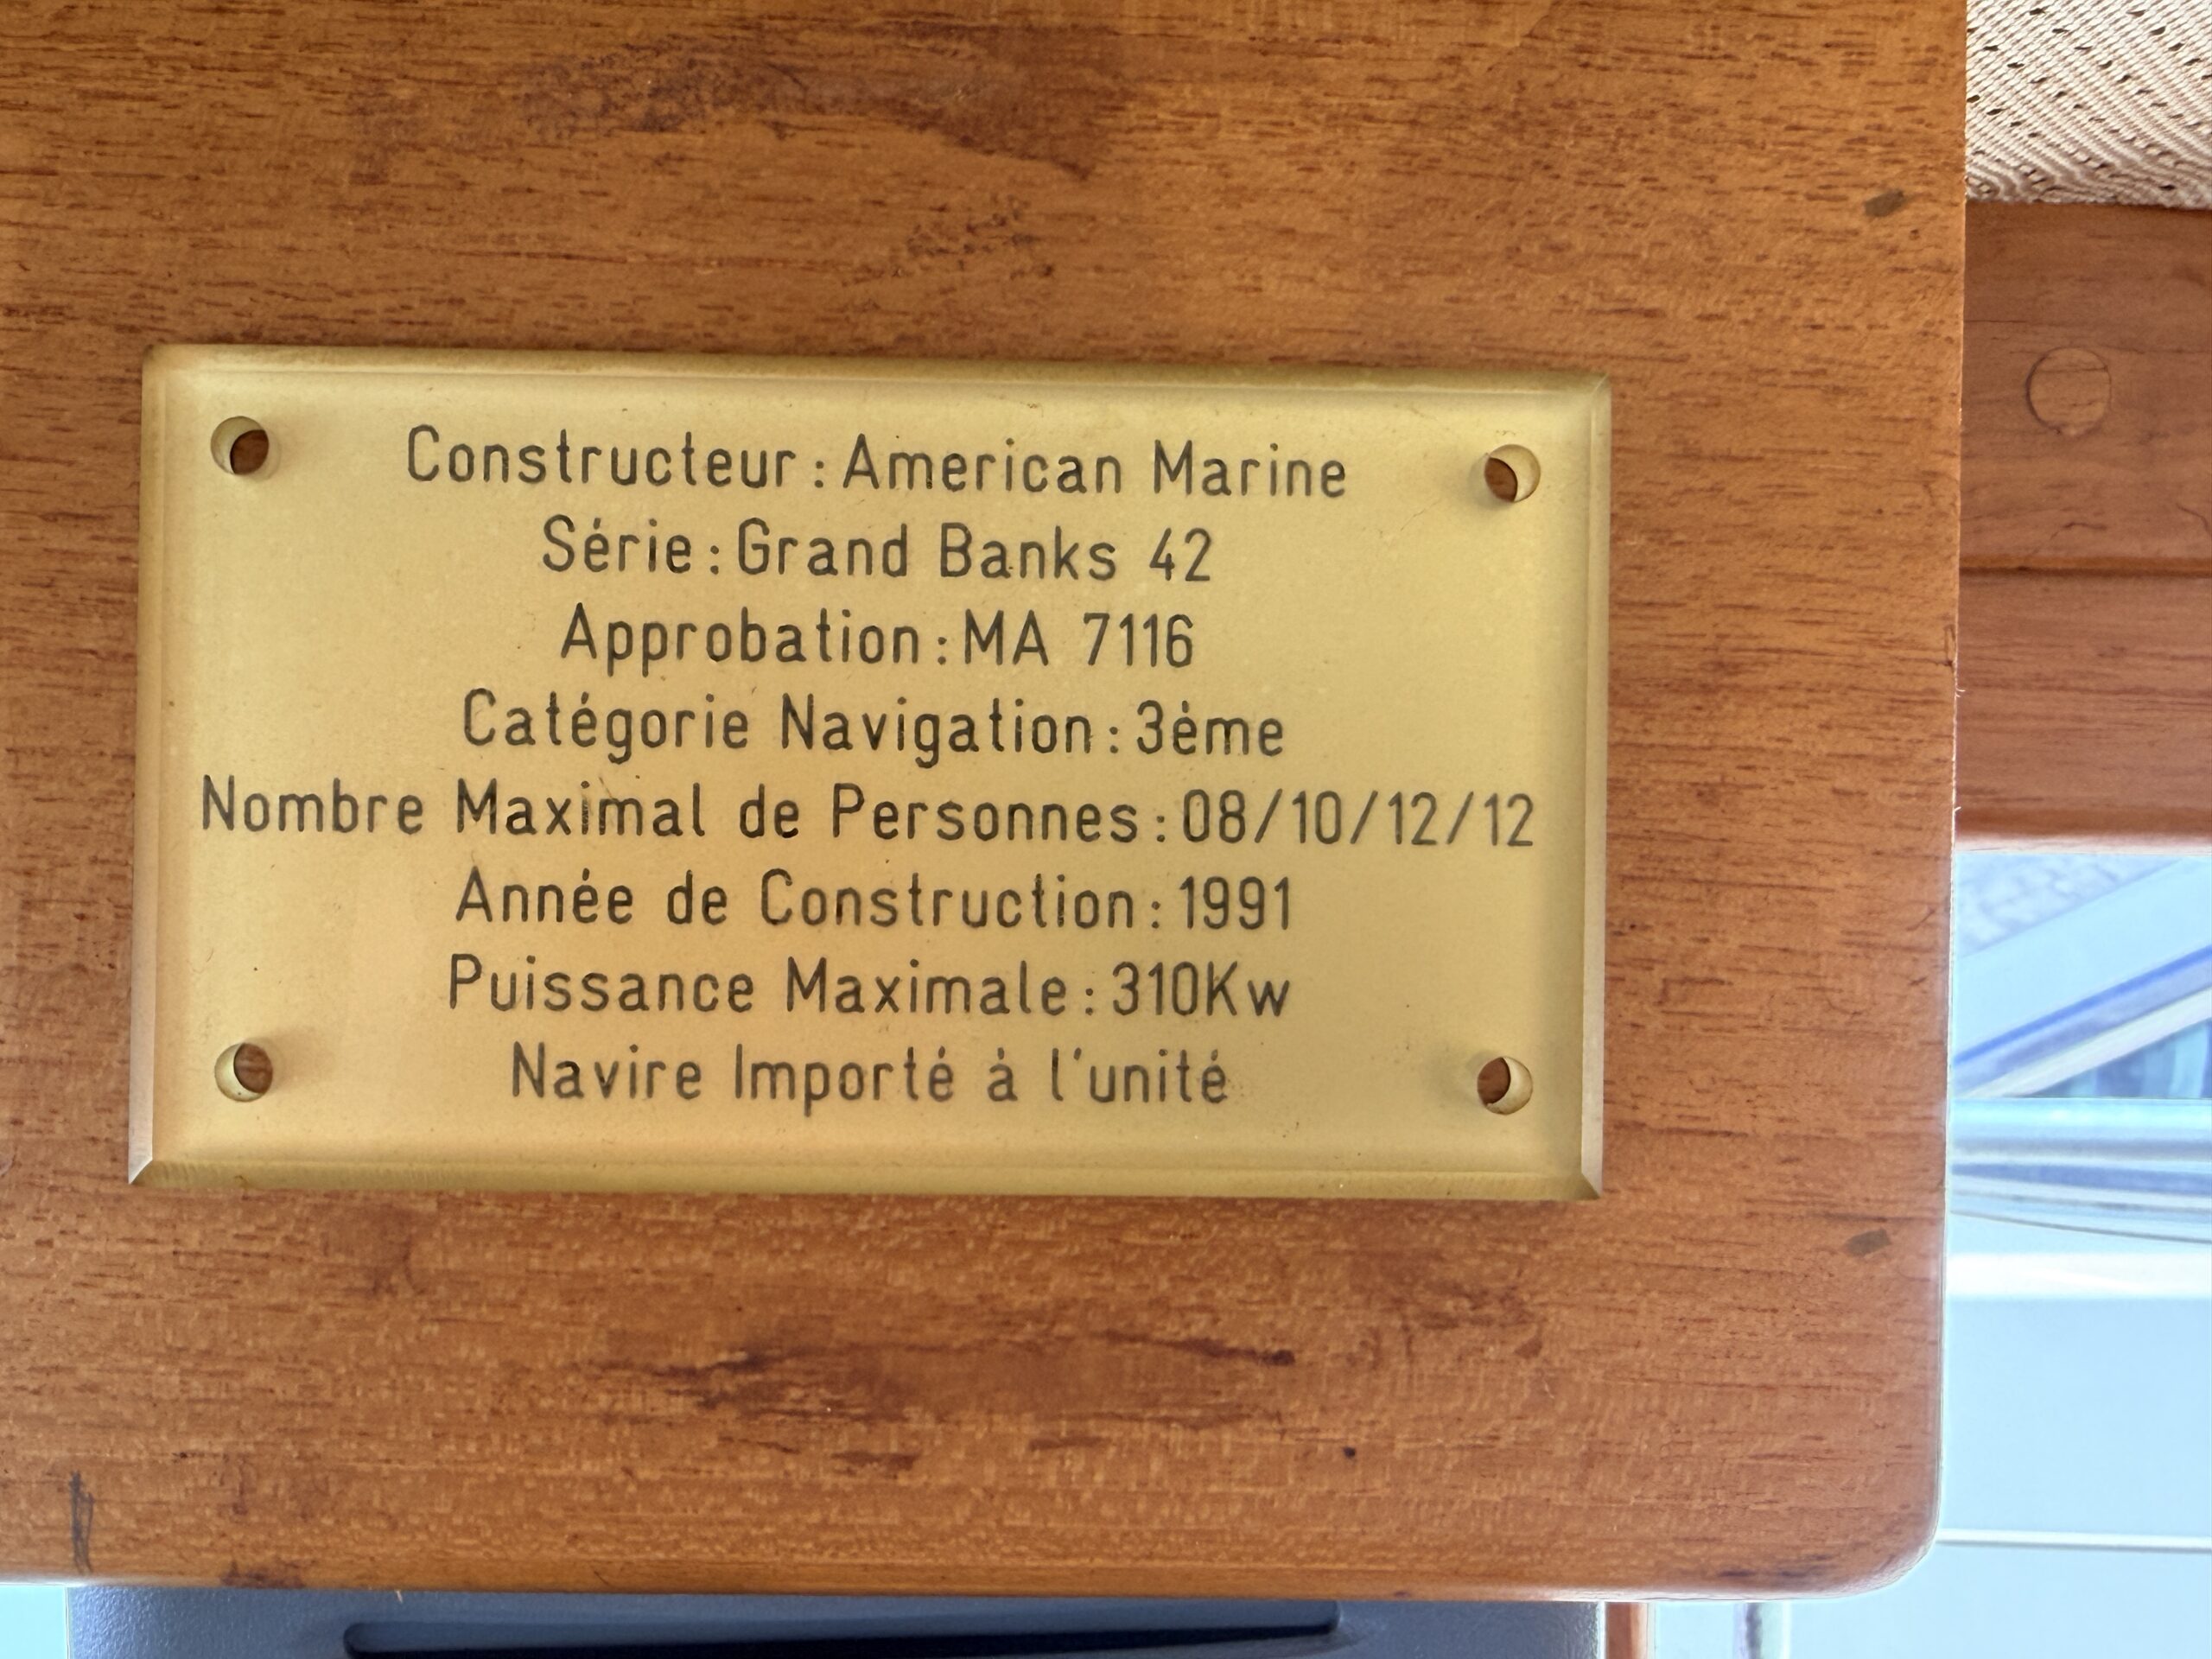 Constructeur : American Marine
Série : Grand Banks 42
Approbation : MA 7116
Catégorie Navigation : 3ème
Nombre Maximal de Personnes : 08/10/12/12
Année de Construction : 1991
Puissance Maximale : 310Kw
Navire Importé à l'unité